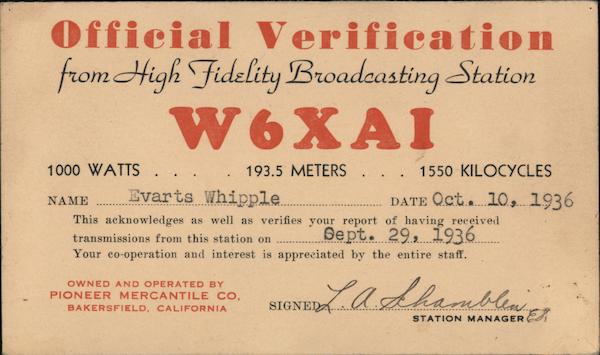 Official Verification
from High Fidelity Broadcasting Station
W6XAI
1000 WATTS . . . . 193.5 METERS . . . 1550 KILOCYCLES
NAME Evarts Whipple DATE Oct. 10, 1936
This acknowledges as well as verifies your report of having received
transmissions from this station on Sept. 29, 1936
Your co-operation and interest is appreciated by the entire staff.
OWNED AND OPERATED BY
PIONEER MERCANTILE CO.
BAKERSFIELD, CALIFORNIA
SIGNED L. A. Schamblin
STATION MANAGER